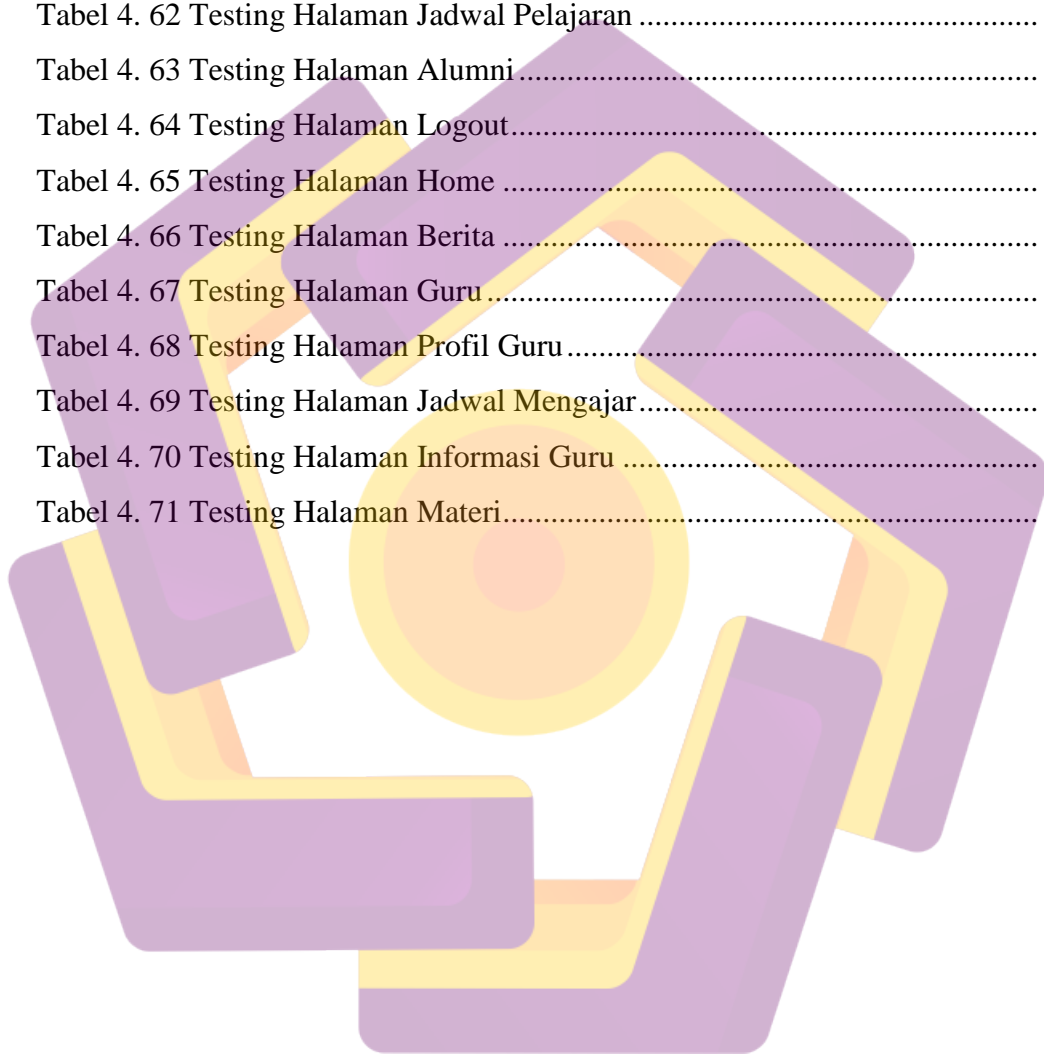 Tabel 4. 62 Testing Halaman Jadwal Pelajaran ....................................................
Tabel 4. 63 Testing Halaman Alumni....................................................................
Tabel 4. 64 Testing Halaman Logout.....................................................................
Tabel 4. 65 Testing Halaman Home ......................................................................
Tabel 4. 66 Testing Halaman Berita ......................................................................
Tabel 4. 67 Testing Halaman Guru........................................................................
Tabel 4. 68 Testing Halaman Profil Guru..............................................................
Tabel 4. 69 Testing Halaman Jadwal Mengajar.....................................................
Tabel 4. 70 Testing Halaman Informasi Guru .......................................................
Tabel 4. 71 Testing Halaman Materi......................................................................